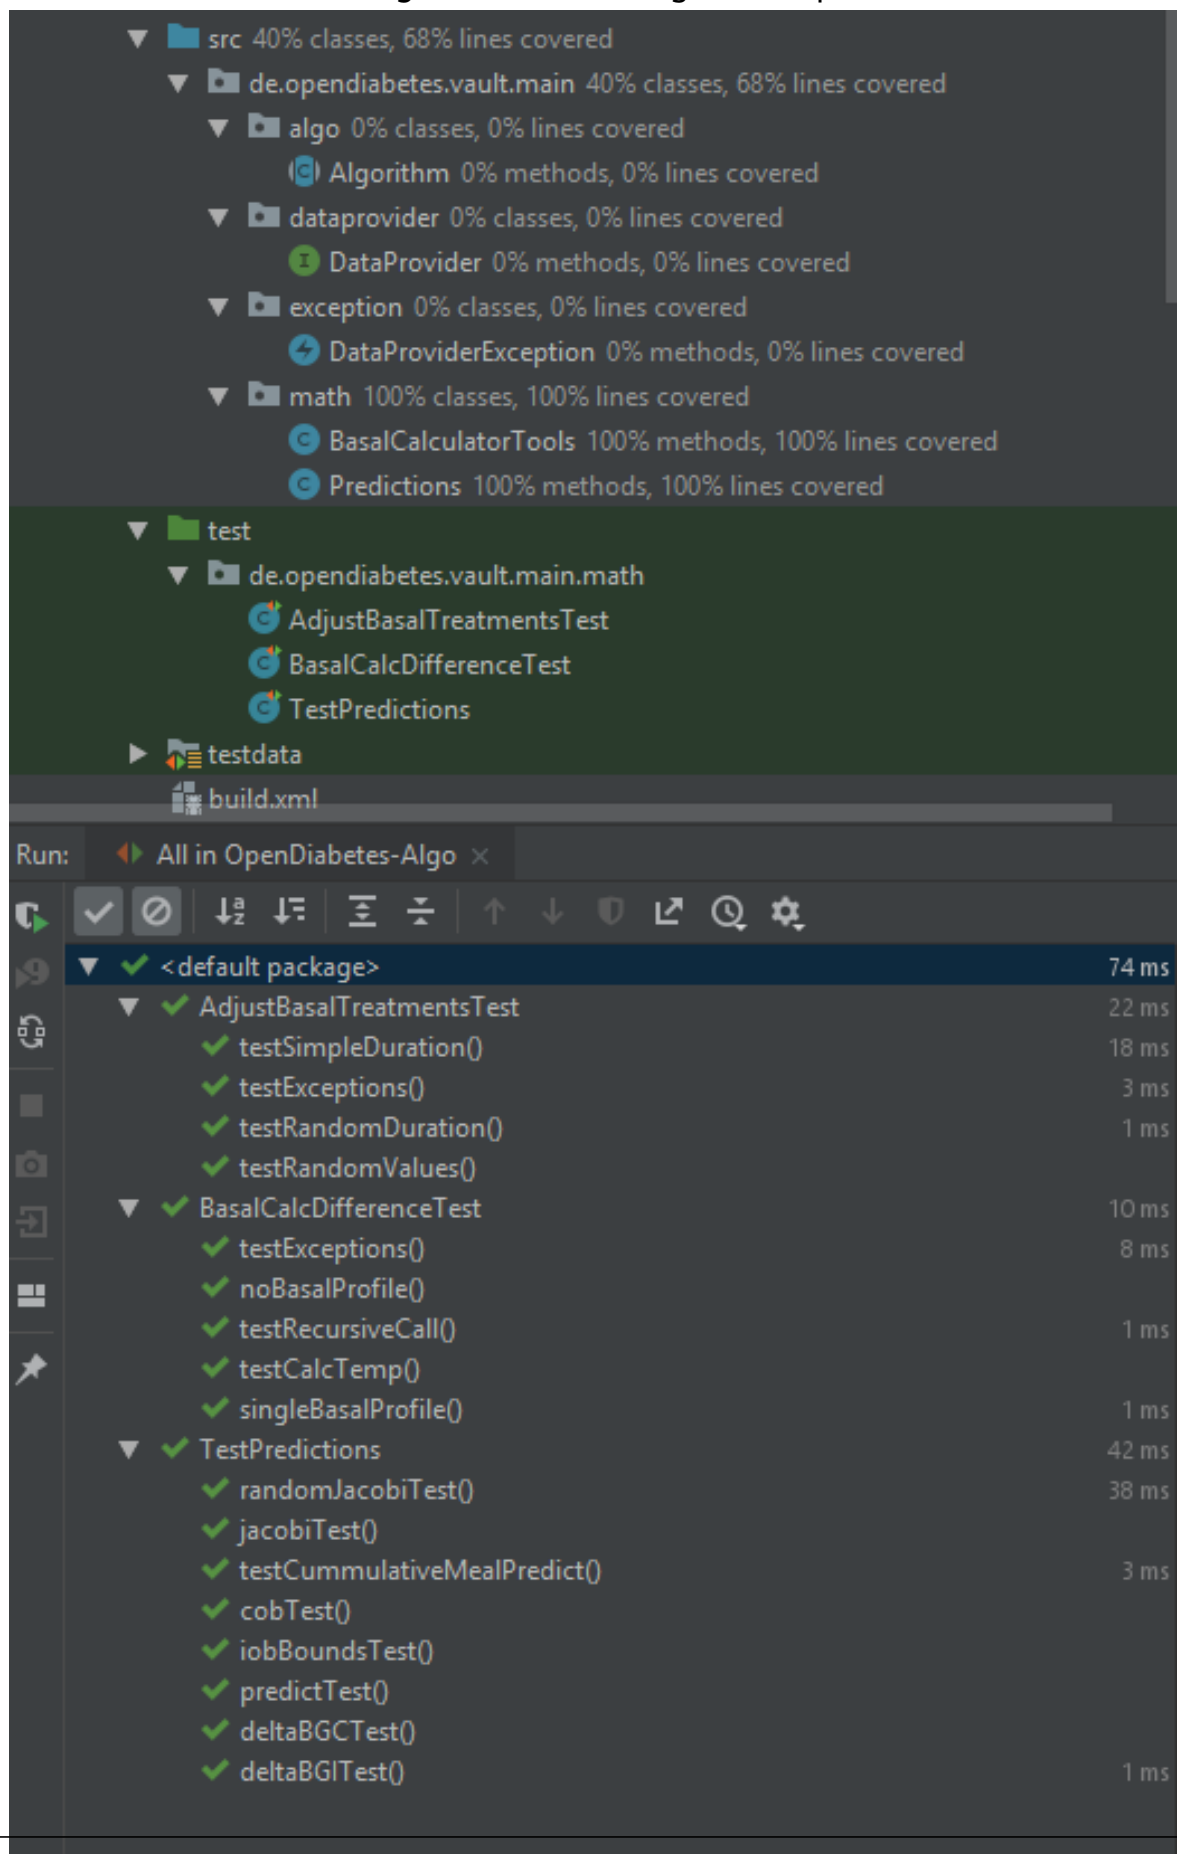 src 40% classes, 68% lines covered
de.opendiabetes.vault.main 40% classes, 68% lines covered
algo 0% classes, 0% lines covered
Algorithm 0% methods, 0% lines covered
dataprovider 0% classes, 0% lines covered
DataProvider 0% methods, 0% lines covered
exception 0% classes, 0% lines covered
DataProviderException 0% methods, 0% lines covered
math 100% classes, 100% lines covered
BasalCalculatorTools 100% methods, 100% lines covered
Predictions 100% methods, 100% lines covered
test
de.opendiabetes.vault.main.math
AdjustBasalTreatmentsTest
BasalCalcDifferenceTest
TestPredictions
testdata
build.xml
Run: All in OpenDiabetes-Algo
<default package> 74 ms
AdjustBasalTreatmentsTest 22 ms
testSimpleDuration() 18 ms
testExceptions() 3 ms
testRandomDuration() 1 ms
testRandomValues()
BasalCalcDifferenceTest 10 ms
testExceptions() 8 ms
noBasalProfile()
testRecursiveCall() 1 ms
testCalcTemp()
singleBasalProfile() 1 ms
TestPredictions 42 ms
randomJacobiTest() 38 ms
jacobiTest()
testCummulativeMealPredict() 3 ms
cobTest()
iobBoundsTest()
predictTest()
deltaBGCTest()
deltaBGITest() 1 ms